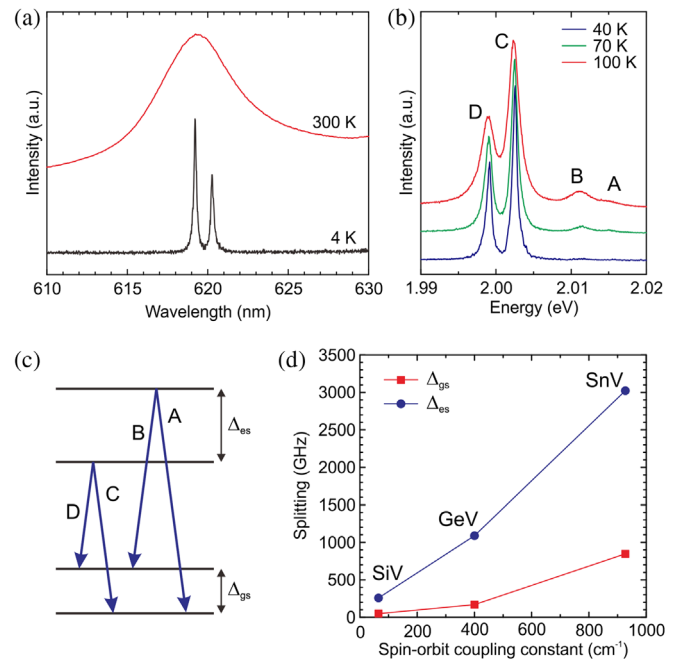 (a)
Intensity (a.u.)
300 K
4 K
610 615 620 625 630
Wavelength (nm)
(b)
Intensity (a.u.)
40 K
70 K
100 K
C
D
B
A
1.99 2.00 2.01 2.02
Energy (eV)
(c)
A
B
Δes
D
C
Δgs
(d)
Splitting (GHz)
3500
3000
2500
2000
1500
1000
500
0
Δgs
Δes
SnV
GeV
SiV
0 200 400 600 800 1000
Spin-orbit coupling constant (cm⁻¹)